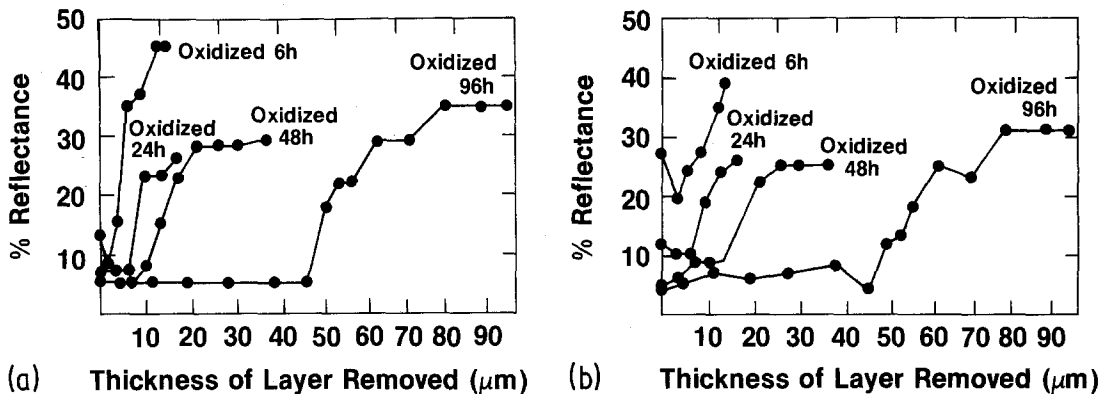 50
40
30
20
10
% Reflectance
Oxidized 6h
Oxidized
24h
Oxidized
48h
Oxidized
96h
10 20 30 40 50 60 70 80 90
(a) Thickness of Layer Removed (μm)
50
40
30
20
10
% Reflectance
Oxidized 6h
Oxidized
24h
Oxidized
48h
Oxidized
96h
10 20 30 40 50 60 70 80 90
(b) Thickness of Layer Removed (μm)